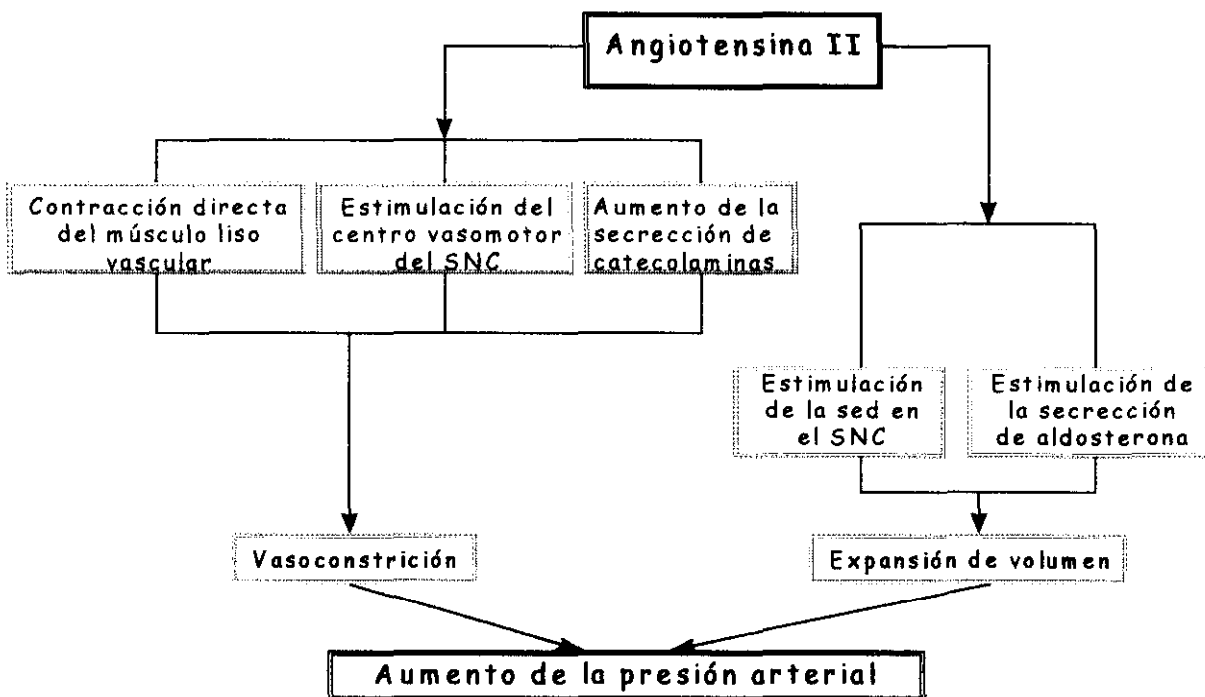 Angiotensina II
Contracción directa
del músculo liso
vascular
Estimulación del
centro vasomotor
del SNC
Aumento de la
secrección de
catecolaminas
Estimulación
de la sed en
el SNC
Estimulación de
la secrección
de aldosterona
Vasoconstrición
Expansión de volumen
Aumento de la presión arterial